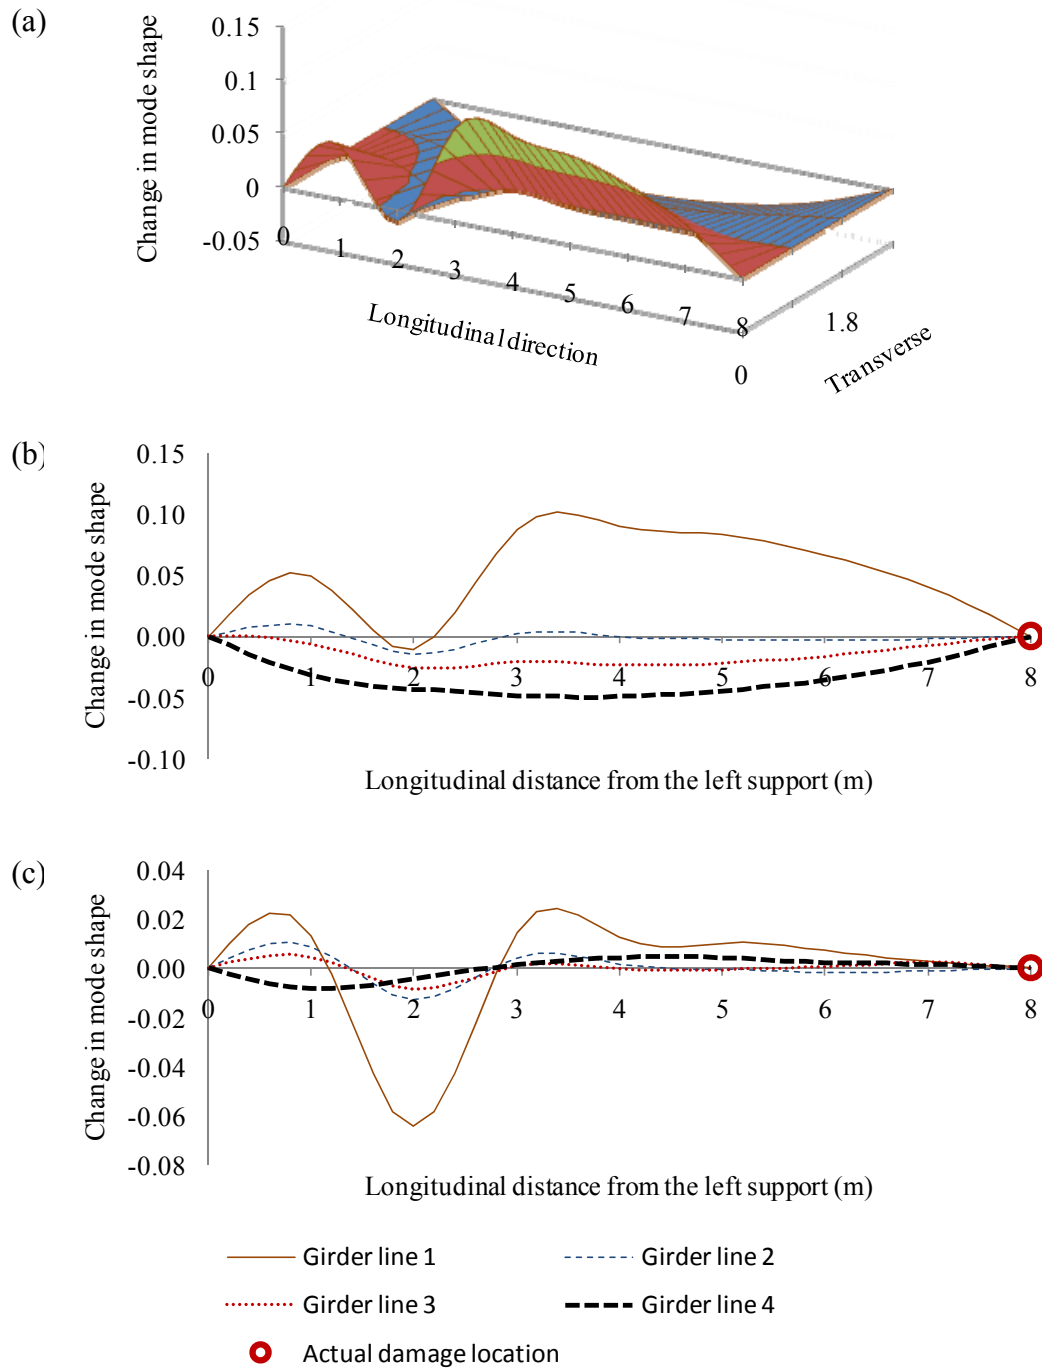 (a)
Change in mode shape
0.15
0.1
0.05
0
-0.05
0 1 2 3 4 5 6 7 8
Longitudinal direction
0 1.8
Transverse
(b)
Change in mode shape
0.15
0.10
0.05
0.00
-0.05
-0.10
0 1 2 3 4 5 6 7 8
Longitudinal distance from the left support (m)
(c)
Change in mode shape
0.04
0.02
0.00
-0.02
-0.04
-0.06
-0.08
0 1 2 3 4 5 6 7 8
Longitudinal distance from the left support (m)
Girder line 1 Girder line 2
Girder line 3 Girder line 4
Actual damage location